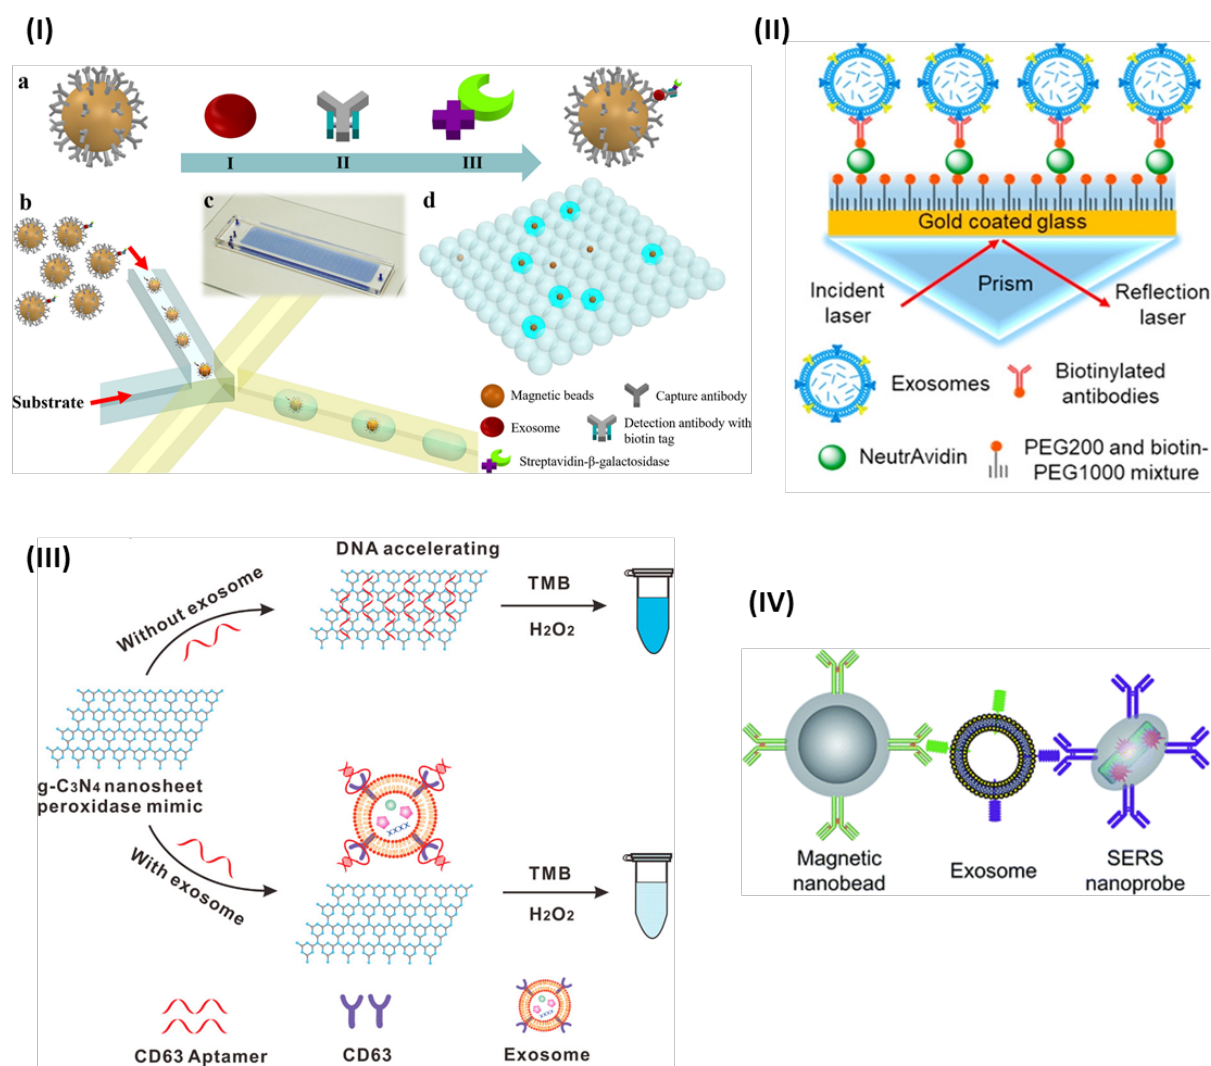 (I)
a
I
II
III
b
c
d
Substrate
Magnetic beads
Capture antibody
Exosome
Detection antibody with
biotin tag
Streptavidin-β-galactosidase
(II)
Gold coated glass
Incident
laser
Prism
Reflection
laser
Exosomes
Biotinylated
antibodies
NeutrAvidin
PEG200 and biotin-
PEG1000 mixture
(III)
Without exosome
DNA accelerating
TMB
H2O2
g-C3N4 nanosheet
peroxidase mimic
With exosome
XXXX
TMB
H2O2
CD63 Aptamer
CD63
XXXX
Exosome
(IV)
Magnetic
nanobead
Exosome
SERS
nanoprobe